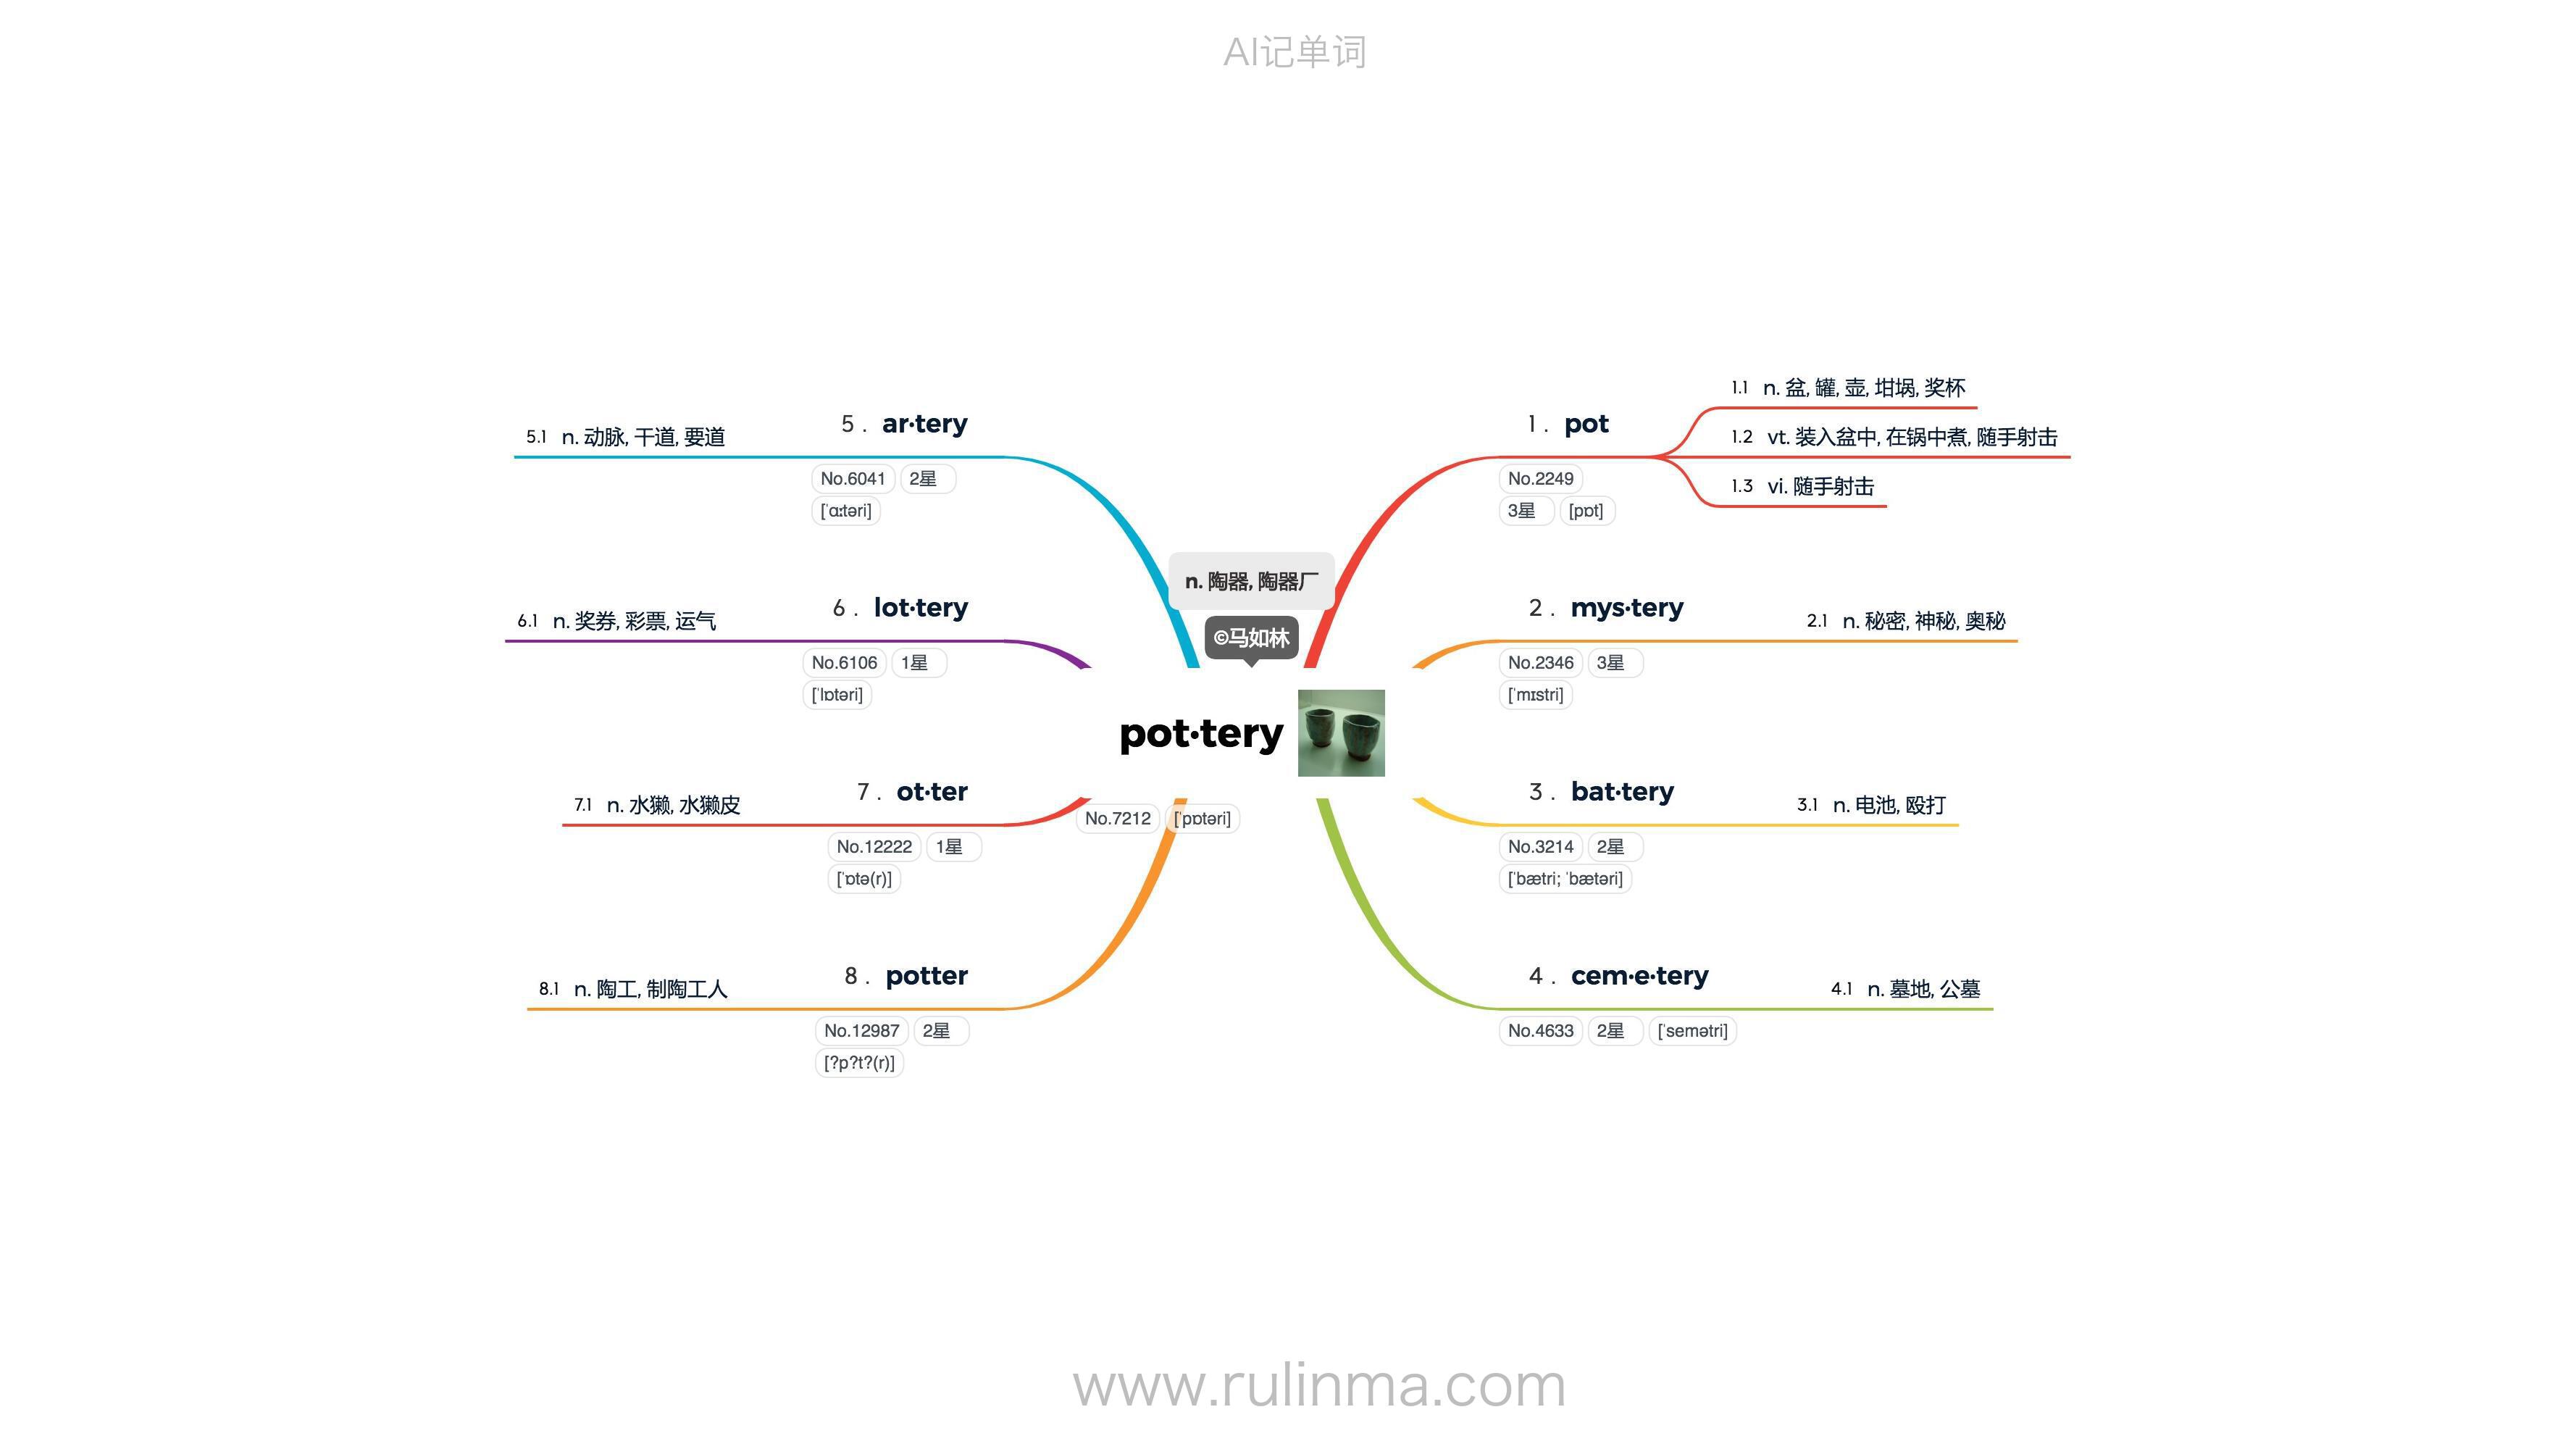 AI记单词
n. 陶器, 陶器厂
©马如林
pot·tery
No.7212 [ˈpɒtəri]
1 . pot
No.2249
3星 [pɒt]
1.1 n. 盆, 罐, 壶, 坩埚, 奖杯
1.2 vt. 装入盆中, 在锅中煮, 随手射击
1.3 vi. 随手射击
2 . mys·tery
No.2346 3星
[ˈmɪstri]
2.1 n. 秘密, 神秘, 奥秘
3 . bat·tery
No.3214 2星
[ˈbætri; ˈbætəri]
3.1 n. 电池, 殴打
4 . cem·e·tery
No.4633 2星 [ˈsemətri]
4.1 n. 墓地, 公墓
5 . ar·tery
No.6041 2星
[ˈɑːtəri]
5.1 n. 动脉, 干道, 要道
6 . lot·tery
No.6106 1星
[ˈlɒtəri]
6.1 n. 奖券, 彩票, 运气
7 . ot·ter
No.12222 1星
[ˈɒtə(r)]
7.1 n. 水獭, 水獭皮
8 . potter
No.12987 2星
[?p?t?(r)]
8.1 n. 陶工, 制陶工人
www.rulinma.com